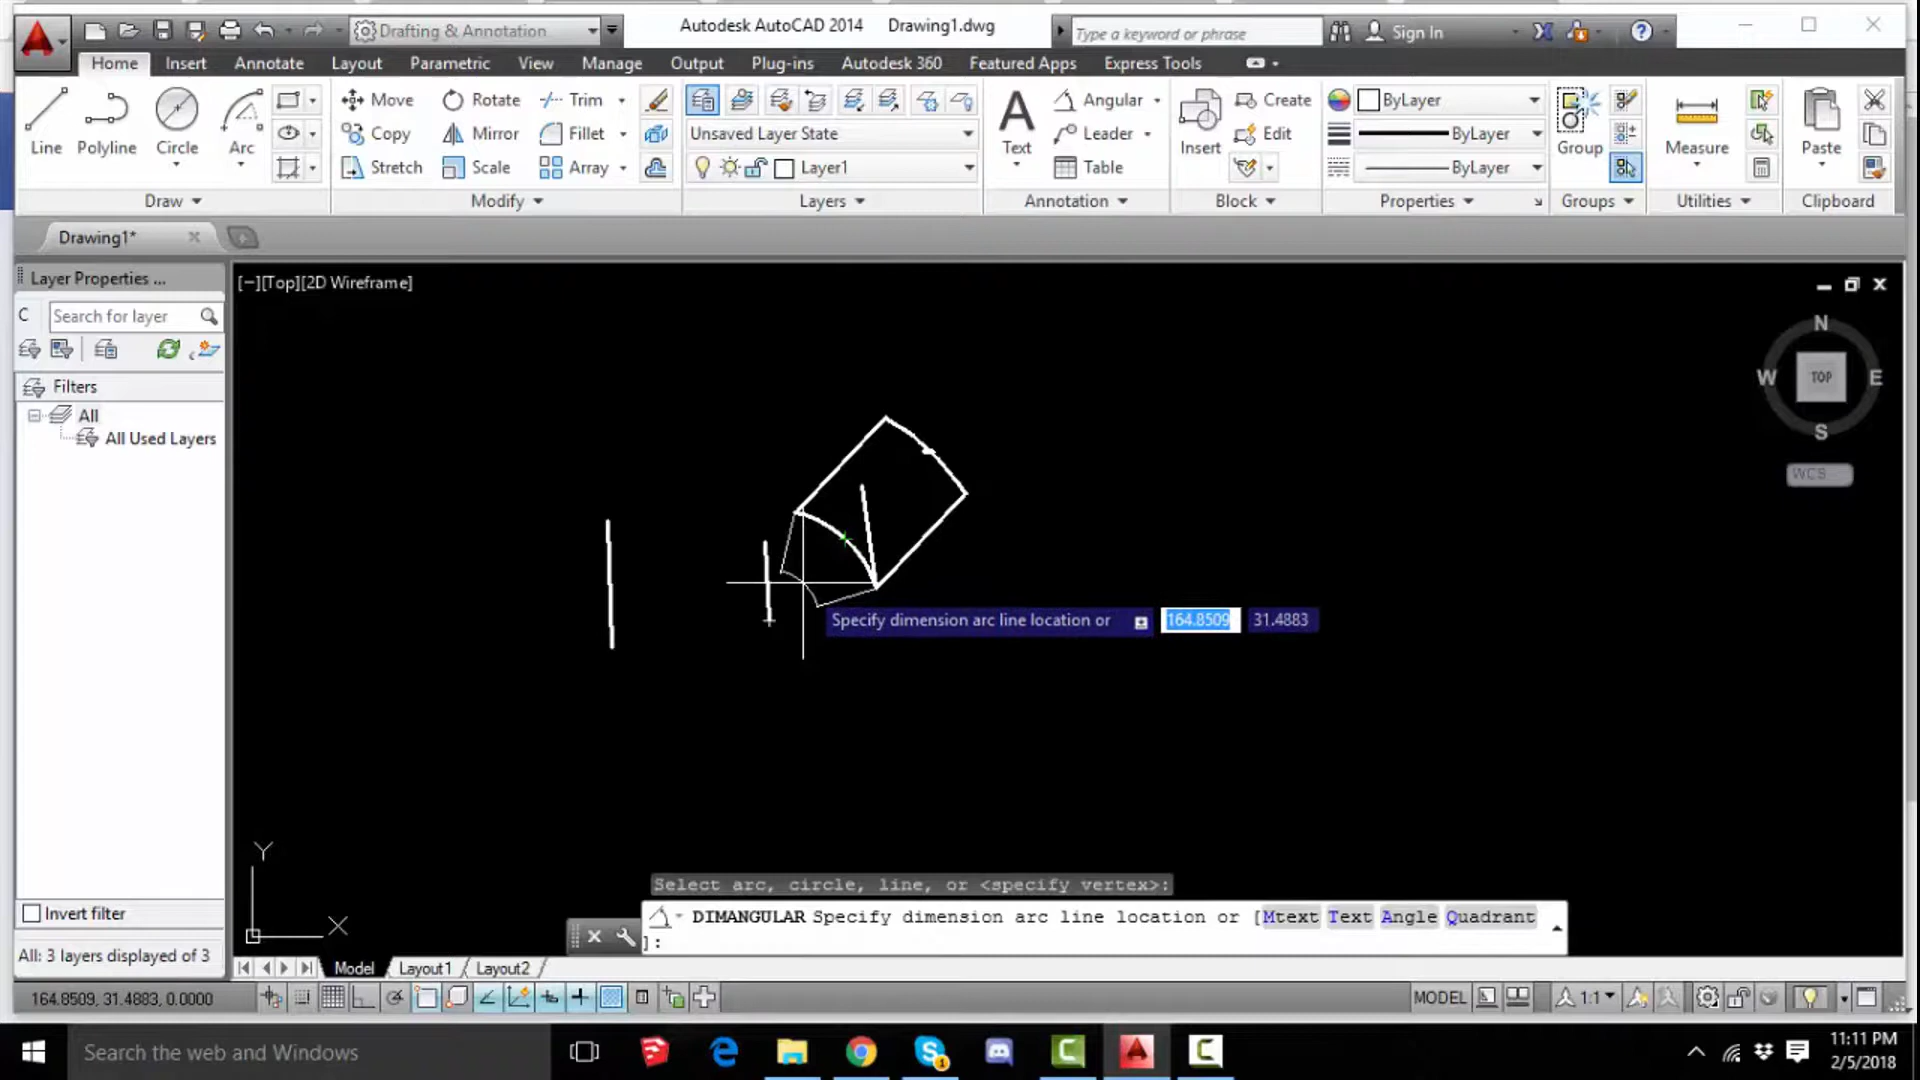 Autodesk AutoCAD 2014 Drawing1.dwg
Drafting & Annotation
Type a keyword or phrase
Sign In
Home Insert Annotate Layout Parametric View Manage Output Plug-ins Autodesk 360 Featured Apps Express Tools
Line Polyline Circle Arc
Move Rotate Trim
Copy Mirror Fillet
Stretch Scale Array
Unsaved Layer State
Layer1
Text
Angular
Leader
Table
Insert
Create
Edit
ByLayer
ByLayer
ByLayer
Group
Measure
Paste
Draw Modify Layers Annotation Block Properties Groups Utilities Clipboard
Drawing1*
Layer Properties ...
C Search for layer
Filters
All
All Used Layers
Invert filter
All: 3 layers displayed of 3
[−][Top][2D Wireframe]
N
W TOP E
S
WCS
Specify dimension arc line location or 164.8509 31.4883
Y
X
Select arc, circle, line, or <specify vertex>:
DIMANGULAR Specify dimension arc line location or [Mtext Text Angle Quadrant
]:
Model Layout1 Layout2
164.8509, 31.4883, 0.0000
MODEL 1:1
Search the web and Windows
11:11 PM
2/5/2018